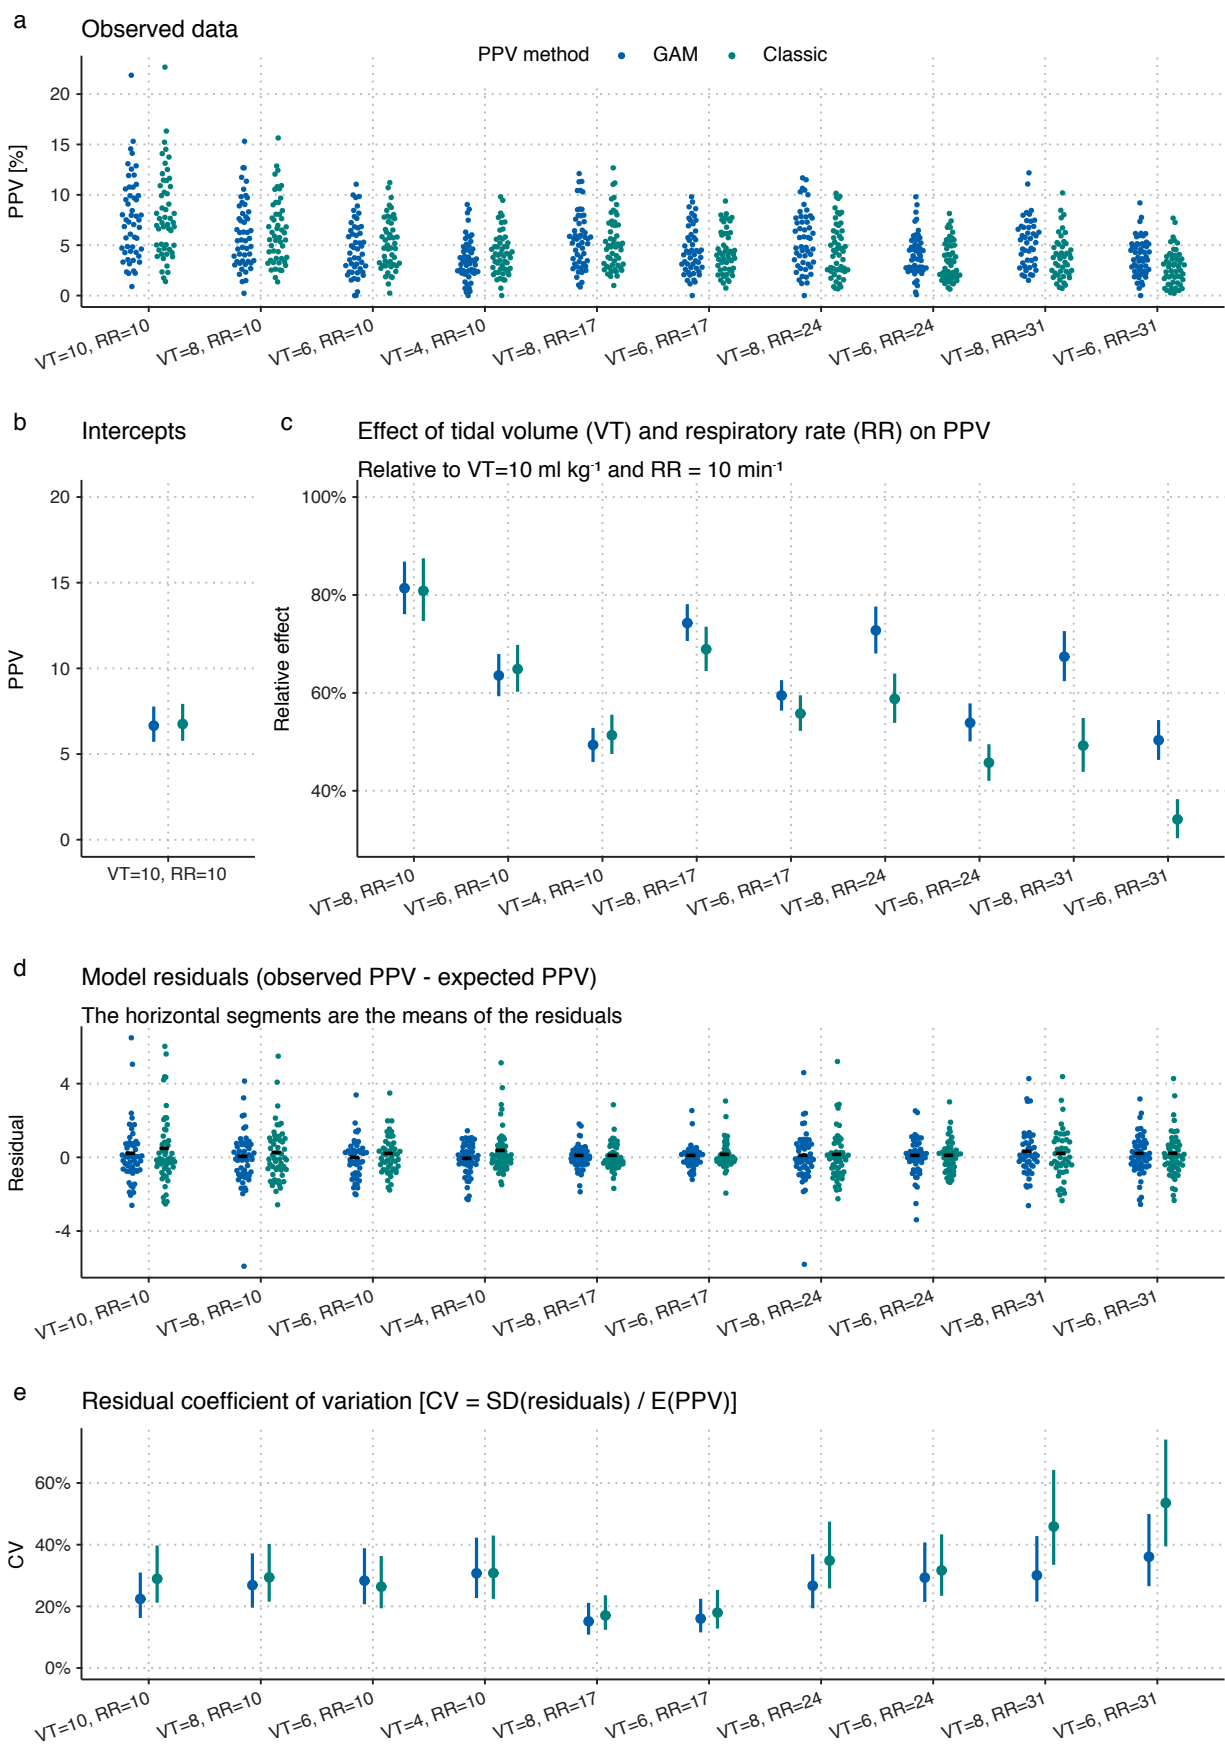 a
Observed data
PPV method GAM Classic
PPV [%]
20
15
10
5
0
VT=10, RR=10
VT=8, RR=10
VT=6, RR=10
VT=4, RR=10
VT=8, RR=17
VT=6, RR=17
VT=8, RR=24
VT=6, RR=24
VT=8, RR=31
VT=6, RR=31
b
Intercepts
PPV
20
15
10
5
0
VT=10, RR=10
c
Effect of tidal volume (VT) and respiratory rate (RR) on PPV
Relative to VT=10 ml kg⁻¹ and RR = 10 min⁻¹
Relative effect
100%
80%
60%
40%
VT=8, RR=10
VT=6, RR=10
VT=4, RR=10
VT=8, RR=17
VT=6, RR=17
VT=8, RR=24
VT=6, RR=24
VT=8, RR=31
VT=6, RR=31
d
Model residuals (observed PPV - expected PPV)
The horizontal segments are the means of the residuals
Residual
4
0
-4
VT=10, RR=10
VT=8, RR=10
VT=6, RR=10
VT=4, RR=10
VT=8, RR=17
VT=6, RR=17
VT=8, RR=24
VT=6, RR=24
VT=8, RR=31
VT=6, RR=31
e
Residual coefficient of variation [CV = SD(residuals) / E(PPV)]
CV
60%
40%
20%
0%
VT=10, RR=10
VT=8, RR=10
VT=6, RR=10
VT=4, RR=10
VT=8, RR=17
VT=6, RR=17
VT=8, RR=24
VT=6, RR=24
VT=8, RR=31
VT=6, RR=31